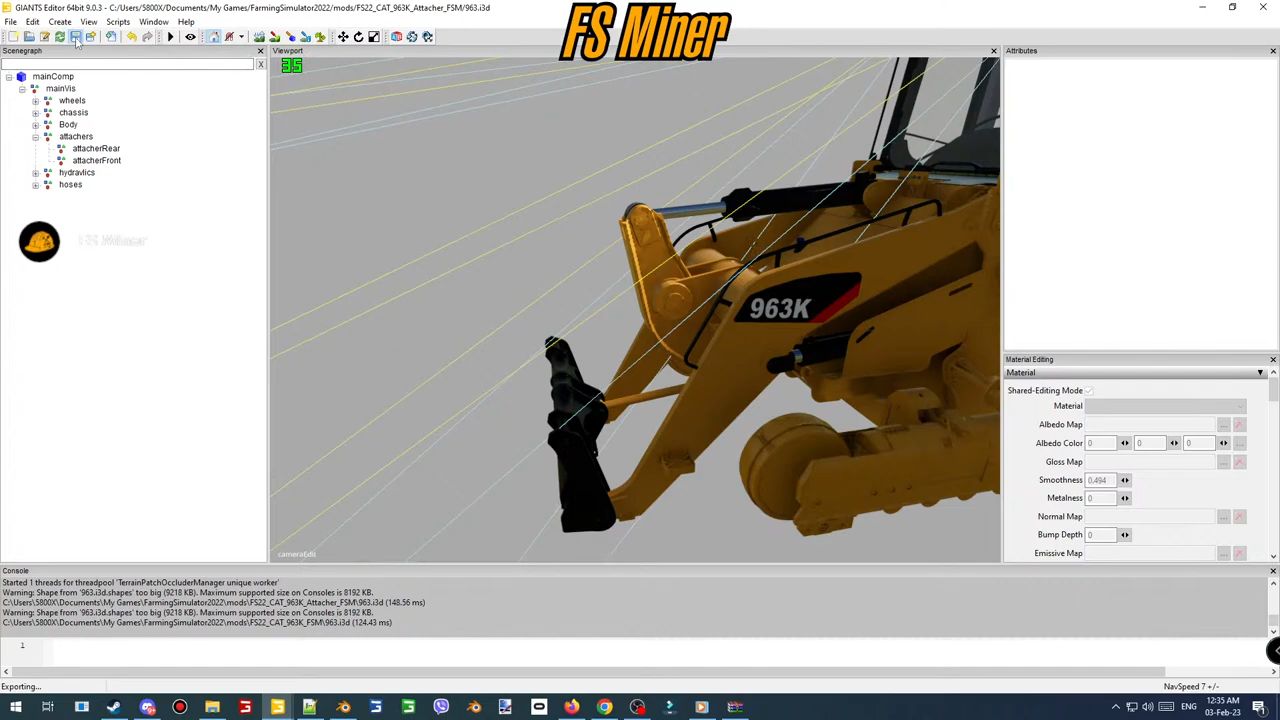 GIANTS Editor 64bit 9.0.3 - C:/Users/5800X/Documents/My Games/FarmingSimulator2022/mods/FS22_CAT_963K_Attacher_FSM/963.i3d
File Edit Create View Scripts Window Help
FS Miner
Scenegraph
Viewport
Attributes
X
35
mainComp
mainVis
wheels
chassis
Body
attachers
attacherRear
attacherFront
hydravlics
hoses
963K
cameraEdit
Material Editing
Material
Shared-Editing Mode
Material
Albedo Map
Albedo Color 0 0 0
Gloss Map
Smoothness 0.494
Metalness 0
Normal Map
Bump Depth 0
Emissive Map
Console
Started 1 threads for threadpool 'TerrainPatchOccluderManager unique worker'
Warning: Shape from '963.i3d.shapes' too big (9218 KB). Maximum supported size on Consoles is 8192 KB.
C:\Users\5800X\Documents\My Games\FarmingSimulator2022\mods\FS22_CAT_963K_Attacher_FSM\963.i3d (148.56 ms)
Warning: Shape from '963.i3d.shapes' too big (9218 KB). Maximum supported size on Consoles is 8192 KB.
C:\Users\5800X\Documents\My Games\FarmingSimulator2022\mods\FS22_CAT_963K_FSM\963.i3d (124.43 ms)
1
Exporting...
NavSpeed 7 +/-
12:35 AM
03-Feb-23